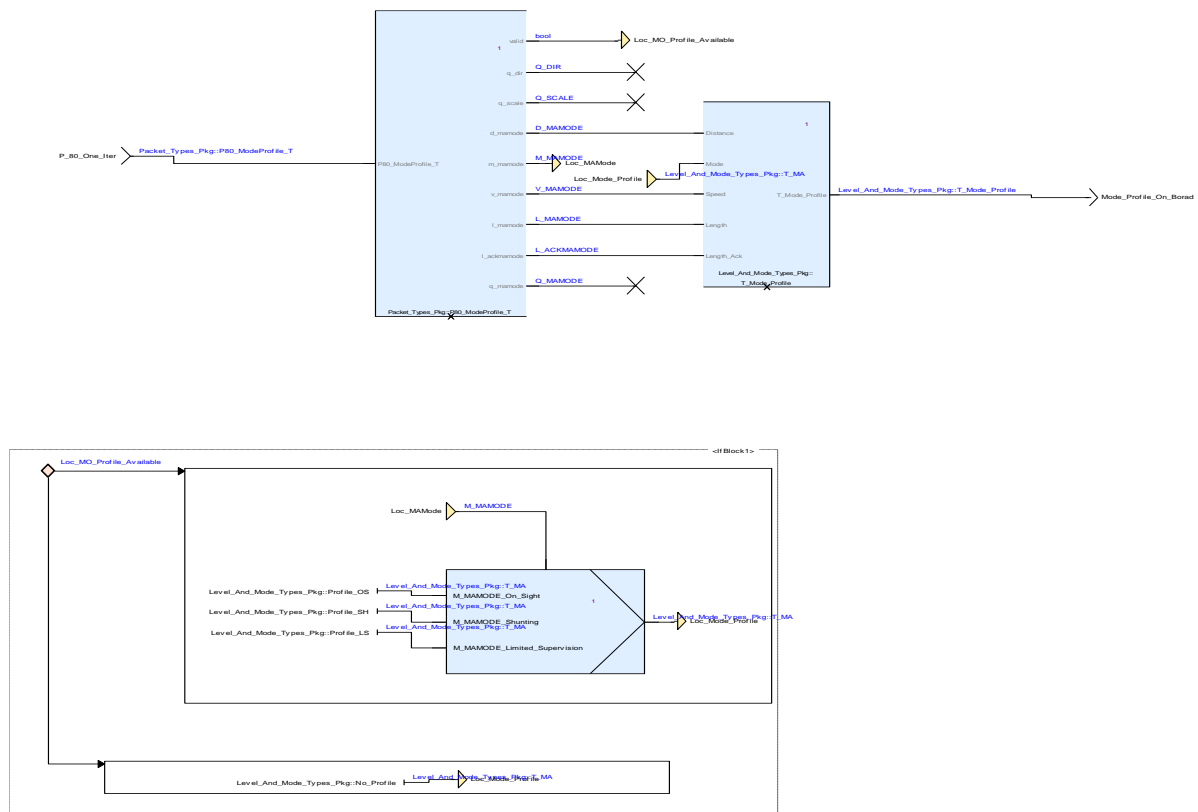 bool
valid
Loc_MO_Profile_Available
1
Q_DIR
q_dir
Q_SCALE
q_scale
D_MAMODE
d_mamode
Distance
1
P_80_One_Iter
Packet_Types_Pkg::P80_ModeProfile_T
P80_ModeProfile_T
M_MAMODE
m_mamode
Loc_MAMode
Mode
Loc_Mode_Profile
Level_And_Mode_Types_Pkg::T_MA
V_MAMODE
v_mamode
Speed
T_Mode_Profile
Level_And_Mode_Types_Pkg::T_Mode_Profile
Mode_Profile_On_Borad
L_MAMODE
l_mamode
Length
L_ACKMAMODE
l_ackmamode
Length_Ack
Level_And_Mode_Types_Pkg::
T_Mode_Profile
Q_MAMODE
q_mamode
Packet_Types_Pkg::P80_ModeProfile_T
<IfBlock1>
Loc_MO_Profile_Available
Loc_MAMode
M_MAMODE
Level_And_Mode_Types_Pkg::Profile_OS
Level_And_Mode_Types_Pkg::T_MA
M_MAMODE_On_Sight
1
Level_And_Mode_Types_Pkg::Profile_SH
Level_And_Mode_Types_Pkg::T_MA
M_MAMODE_Shunting
Level_And_Mode_Types_Pkg::T_MA
Loc_Mode_Profile
Level_And_Mode_Types_Pkg::Profile_LS
Level_And_Mode_Types_Pkg::T_MA
M_MAMODE_Limited_Supervision
Level_And_Mode_Types_Pkg::No_Profile
Level_And_Mode_Types_Pkg::T_MA
Loc_Mode_Profile